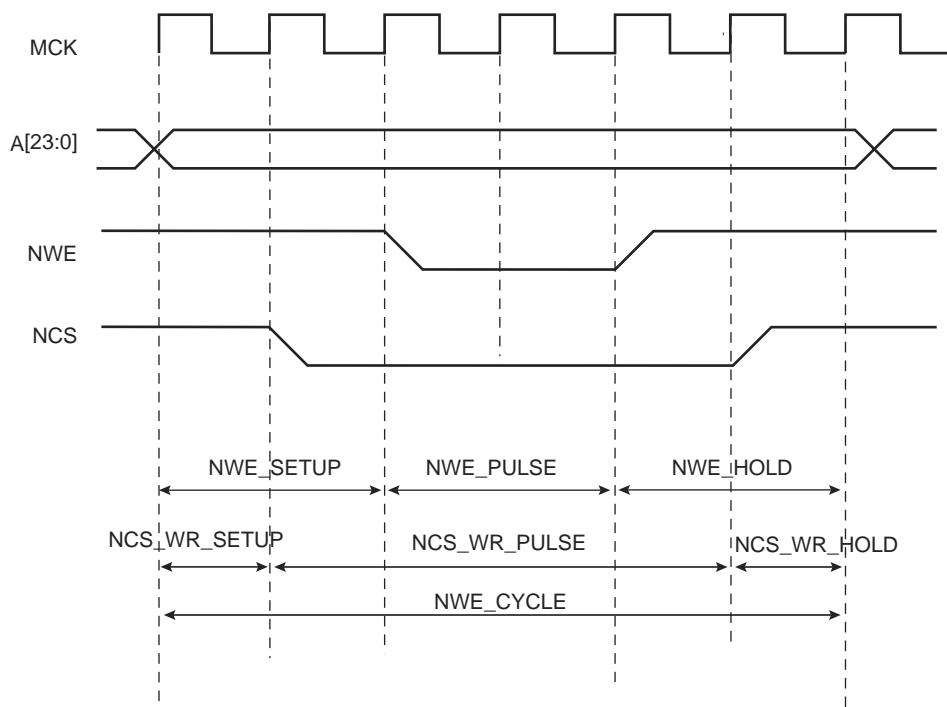 MCK
A[23:0]
NWE
NCS
NWE_SETUP NWE_PULSE NWE_HOLD
NCS_WR_SETUP NCS_WR_PULSE NCS_WR_HOLD
NWE_CYCLE